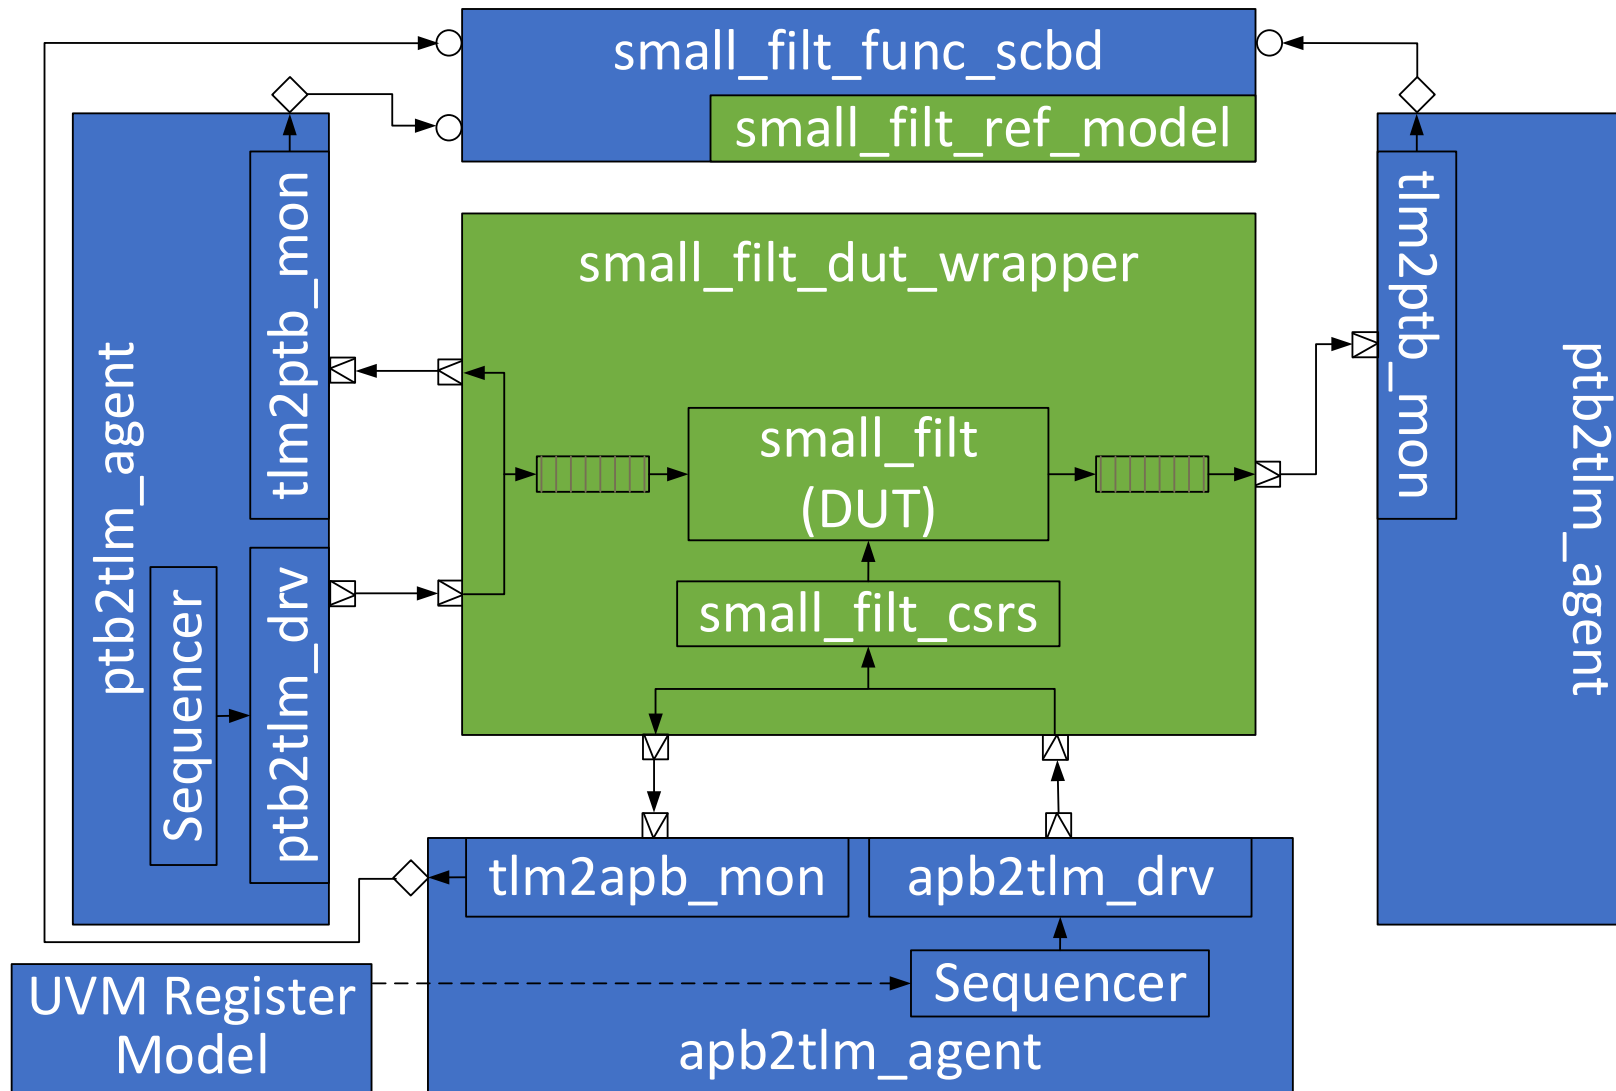 small_filt_func_scbd
small_filt_ref_model
ptb2tlm_agent
tlm2ptb_mon
Sequencer
ptb2tlm_drv
small_filt_dut_wrapper
small_filt
(DUT)
small_filt_csrs
tlm2ptb_mon
ptb2tlm_agent
tlm2apb_mon
apb2tlm_drv
Sequencer
apb2tlm_agent
UVM Register
Model